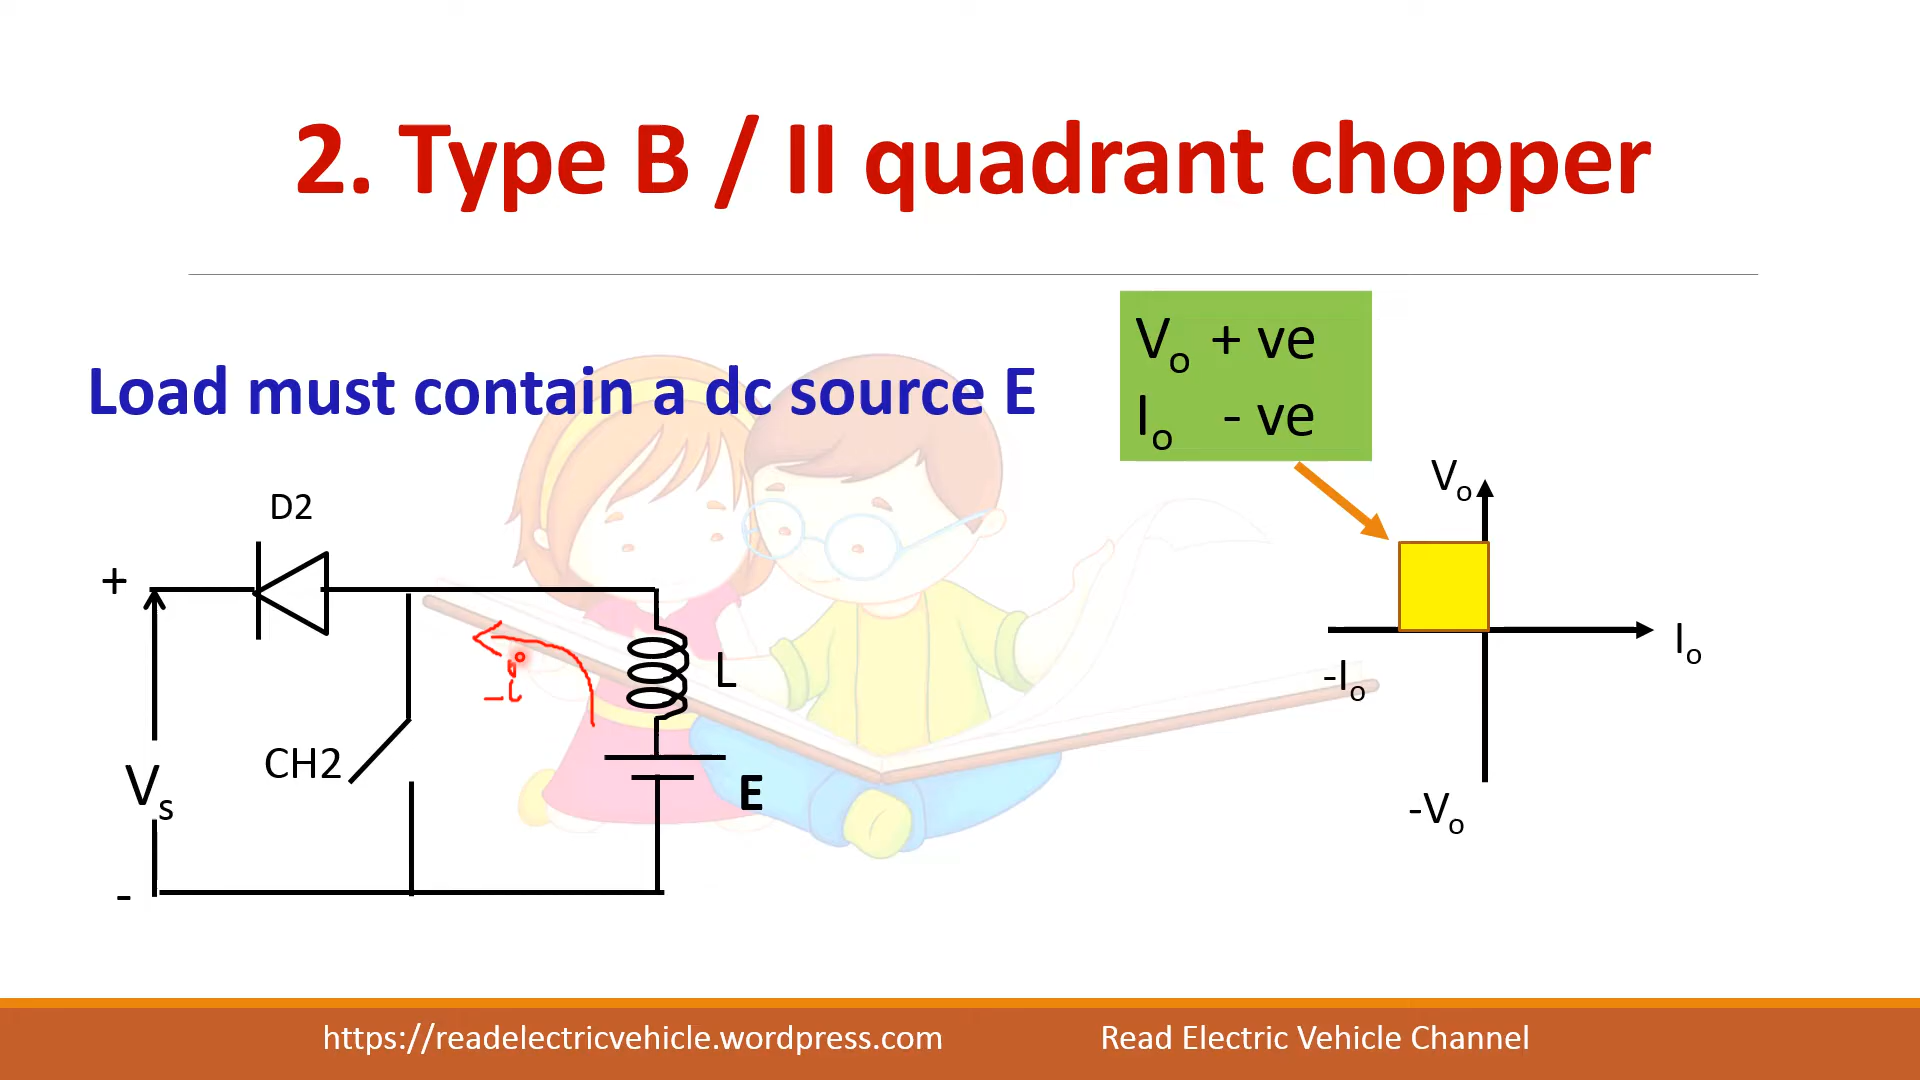 2. Type B / II quadrant chopper
Load must contain a dc source E
Vo + ve
Io - ve
D2
+
Vs
-
CH2
-io
L
E
Vo
Io
-Io
-Vo
https://readelectricvehicle.wordpress.com
Read Electric Vehicle Channel